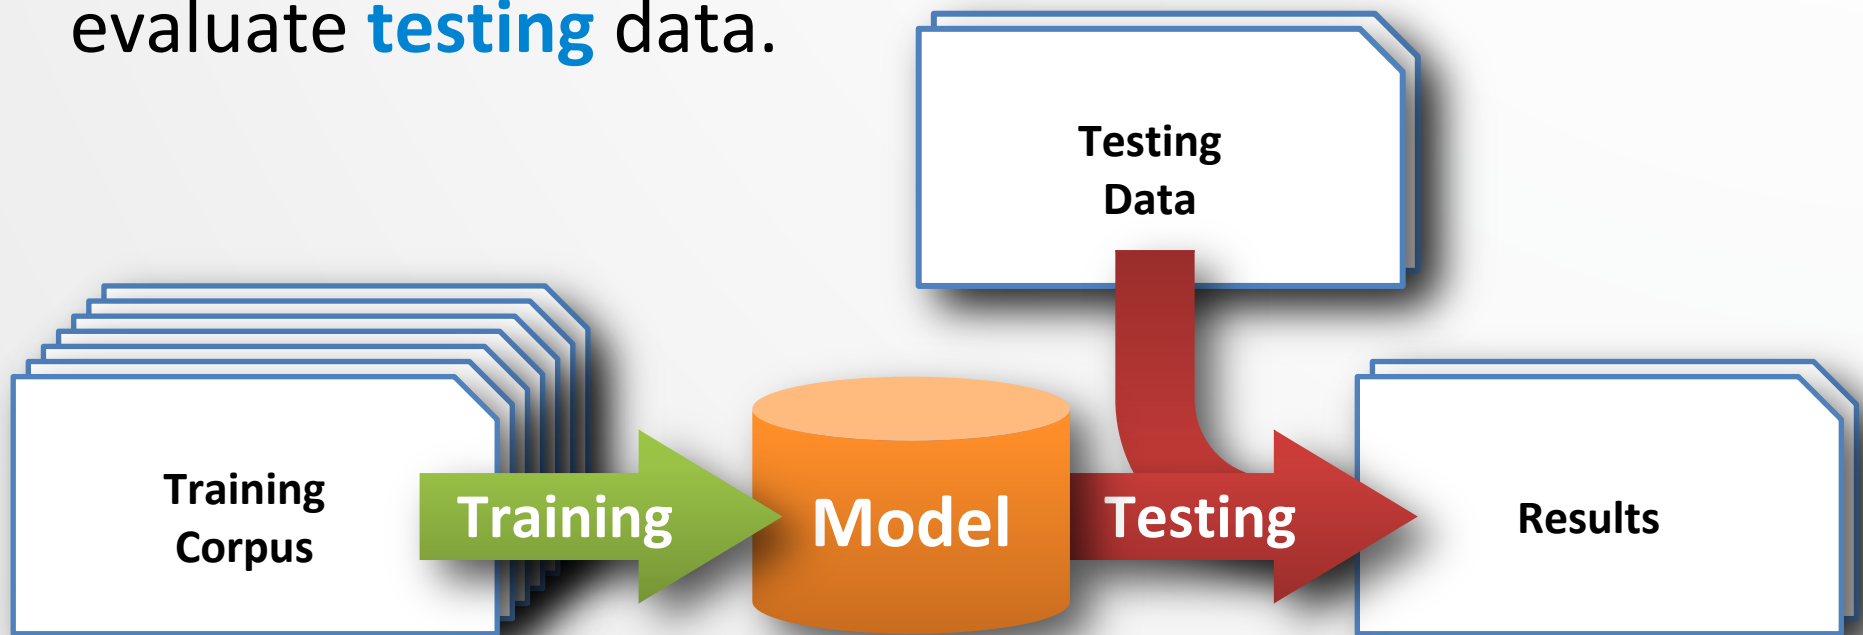 evaluate testing data.
Testing
Data
Training
Corpus
Training
Model
Testing
Results